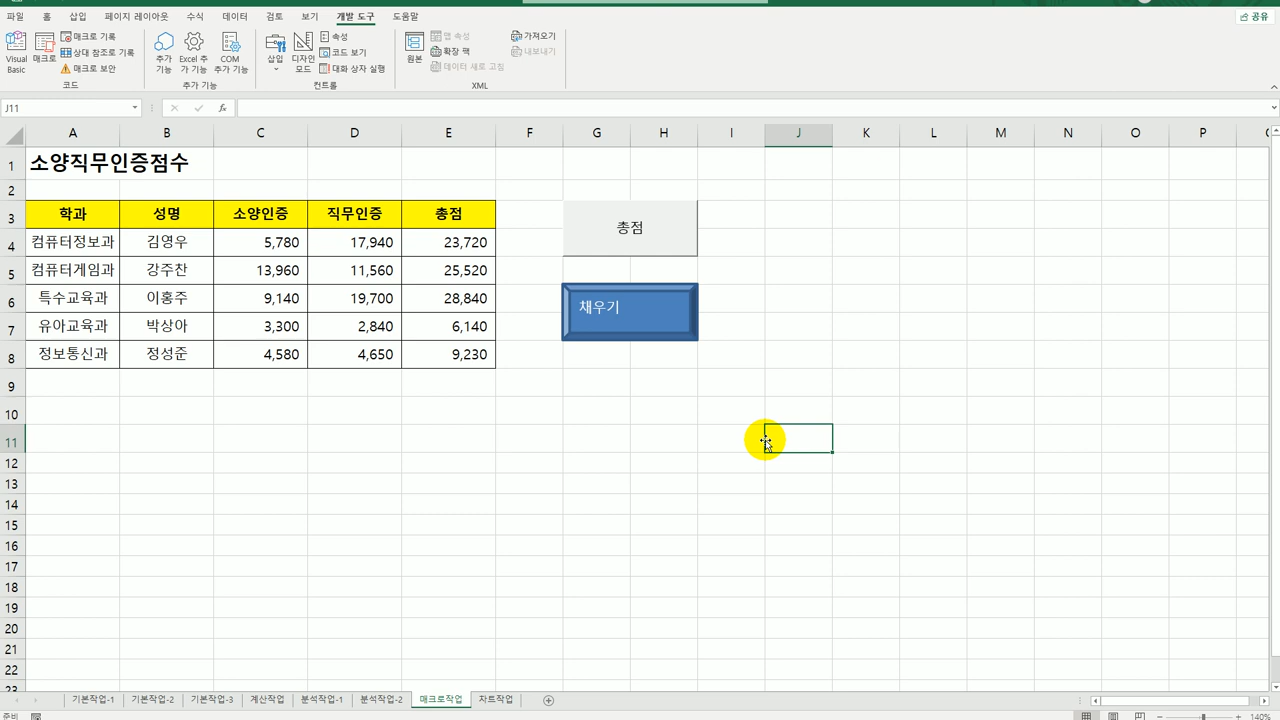 파일 홈 삽입 페이지 레이아웃 수식 데이터 검토 보기 개발 도구 도움말 공유
Visual Basic
매크로
매크로 기록
상대 참조로 기록
매크로 보안
코드
추가 기능
Excel 추가 기능
COM 추가 기능
추가 기능
삽입
디자인 모드
속성
코드 보기
대화 상자 실행
컨트롤
원본
맵 속성
확장 팩
데이터 새로 고침
가져오기
내보내기
XML
J11 fx
A B C D E F G H I J K L M N O P
1 소양직무인증점수
2
3 학과 성명 소양인증 직무인증 총점
4 컴퓨터정보과 김영우 5,780 17,940 23,720
5 컴퓨터게임과 강주찬 13,960 11,560 25,520
6 특수교육과 이홍주 9,140 19,700 28,840
7 유아교육과 박상아 3,300 2,840 6,140
8 정보통신과 정성준 4,580 4,650 9,230
총점
채우기
9
10
11
12
13
14
15
16
17
18
19
20
21
22
23
기본작업-1 기본작업-2 기본작업-3 계산작업 분석작업-1 분석작업-2 매크로작업 차트작업
준비 140%